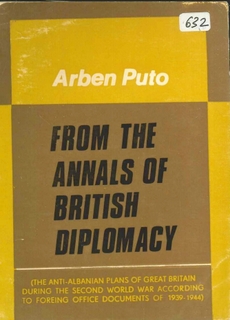 632
Arben Puto
FROM THE
ANNALS OF
BRITISH
DIPLOMACY
(THE ANTI-ALBANIAN PLANS OF GREAT BRITAIN
DURING THE SECOND WORLD WAR ACCORDING
TO FOREING OFFICE DOCUMENTS OF 1939-1944)